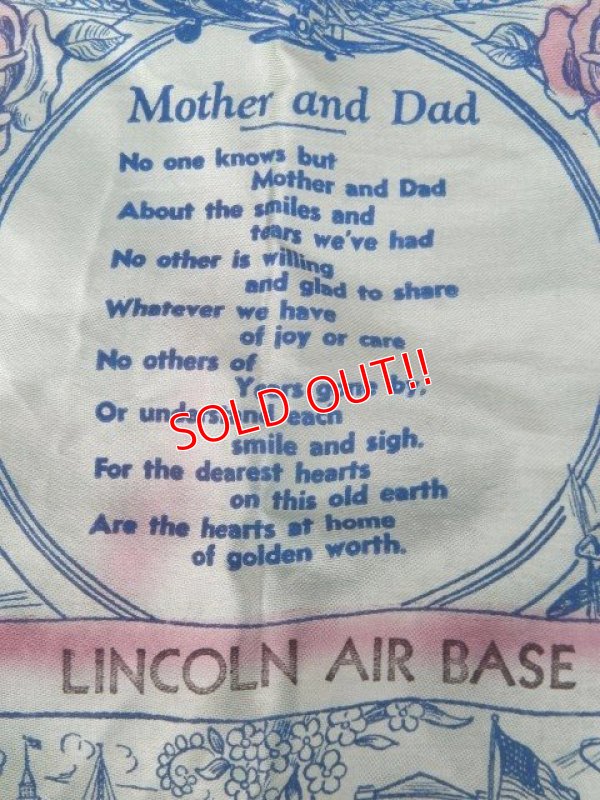 Mother and Dad
No one knows but
Mother and Dad
About the smiles and
tears we've had
No other is willing
and glad to share
Whatever we have
of joy or care
No others of
Years gone by,
Or understand each
smile and sigh.
For the dearest hearts
on this old earth
Are the hearts at home
of golden worth.
SOLD OUT!!
LINCOLN AIR BASE